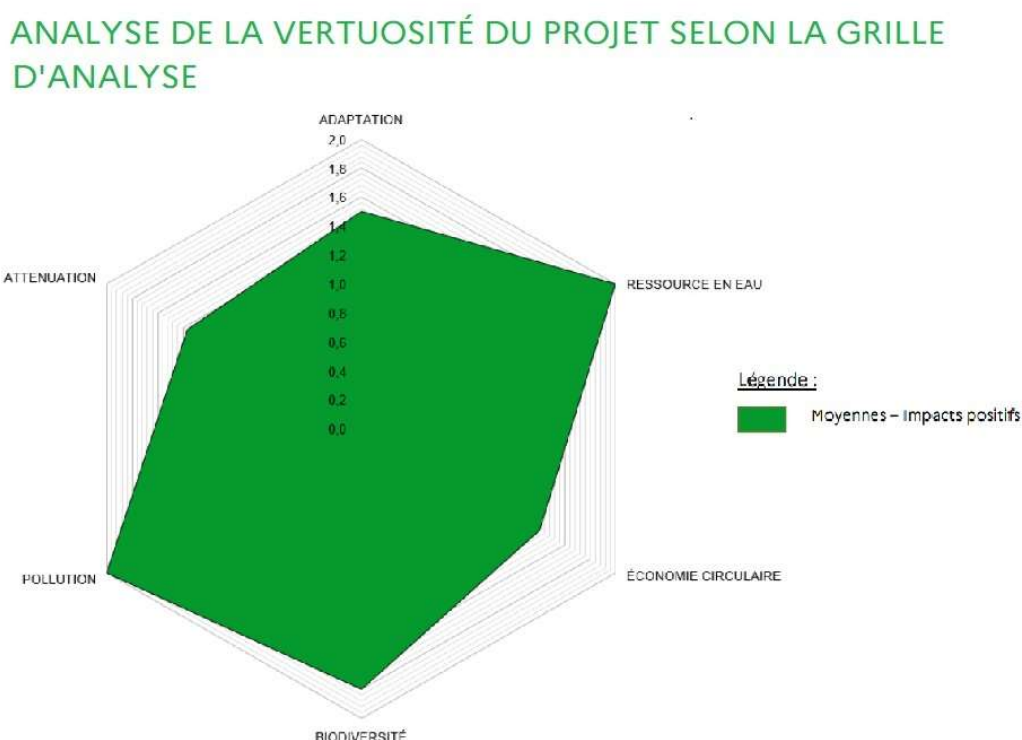 ANALYSE DE LA VERTUOSITÉ DU PROJET SELON LA GRILLE
D'ANALYSE
ADAPTATION
2,0
1,8
1,6
1,4
1,2
1,0
0,8
0,6
0,4
0,2
0,0
ATTENUATION
RESSOURCE EN EAU
Légende :
Moyennes – Impacts positifs
POLLUTION
ÉCONOMIE CIRCULAIRE
BIODIVERSITÉ